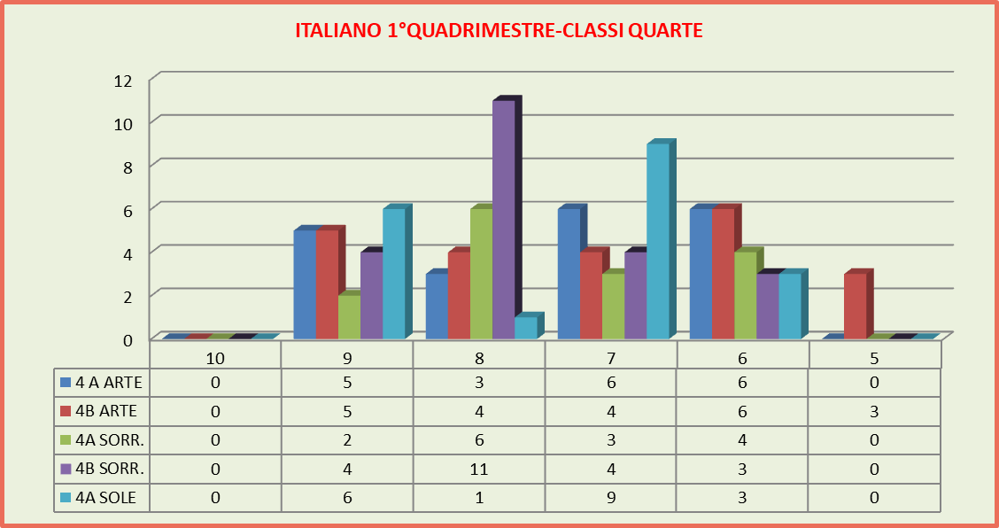 ITALIANO 1°QUADRIMESTRE-CLASSI QUARTE
12
10
8
6
4
2
0
10 9 8 7 6 5
4 A ARTE 0 5 3 6 6 0
4B ARTE 0 5 4 4 6 3
4A SORR. 0 2 6 3 4 0
4B SORR. 0 4 11 4 3 0
4A SOLE 0 6 1 9 3 0